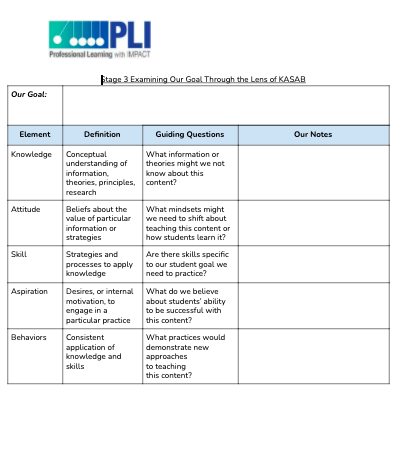 PLI
Professional Learning with IMPACT
Stage 3 Examining Our Goal Through the Lens of KASAB
Our Goal:
Element
Definition
Guiding Questions
Our Notes
Knowledge
Conceptual
understanding of
information,
theories, principles,
research
What information or
theories might we not
know about this
content?
Attitude
Beliefs about the
value of particular
information or
strategies
What mindsets might
we need to shift about
teaching this content or
how students learn it?
Skill
Strategies and
processes to apply
knowledge
Are there skills specific
to our student goal we
need to practice?
Aspiration
Desires, or internal
motivation, to
engage in a
particular practice
What do we believe
about students' ability
to be successful with
this content?
Behaviors
Consistent
application of
knowledge and
skills
What practices would
demonstrate new
approaches
to teaching
this content?